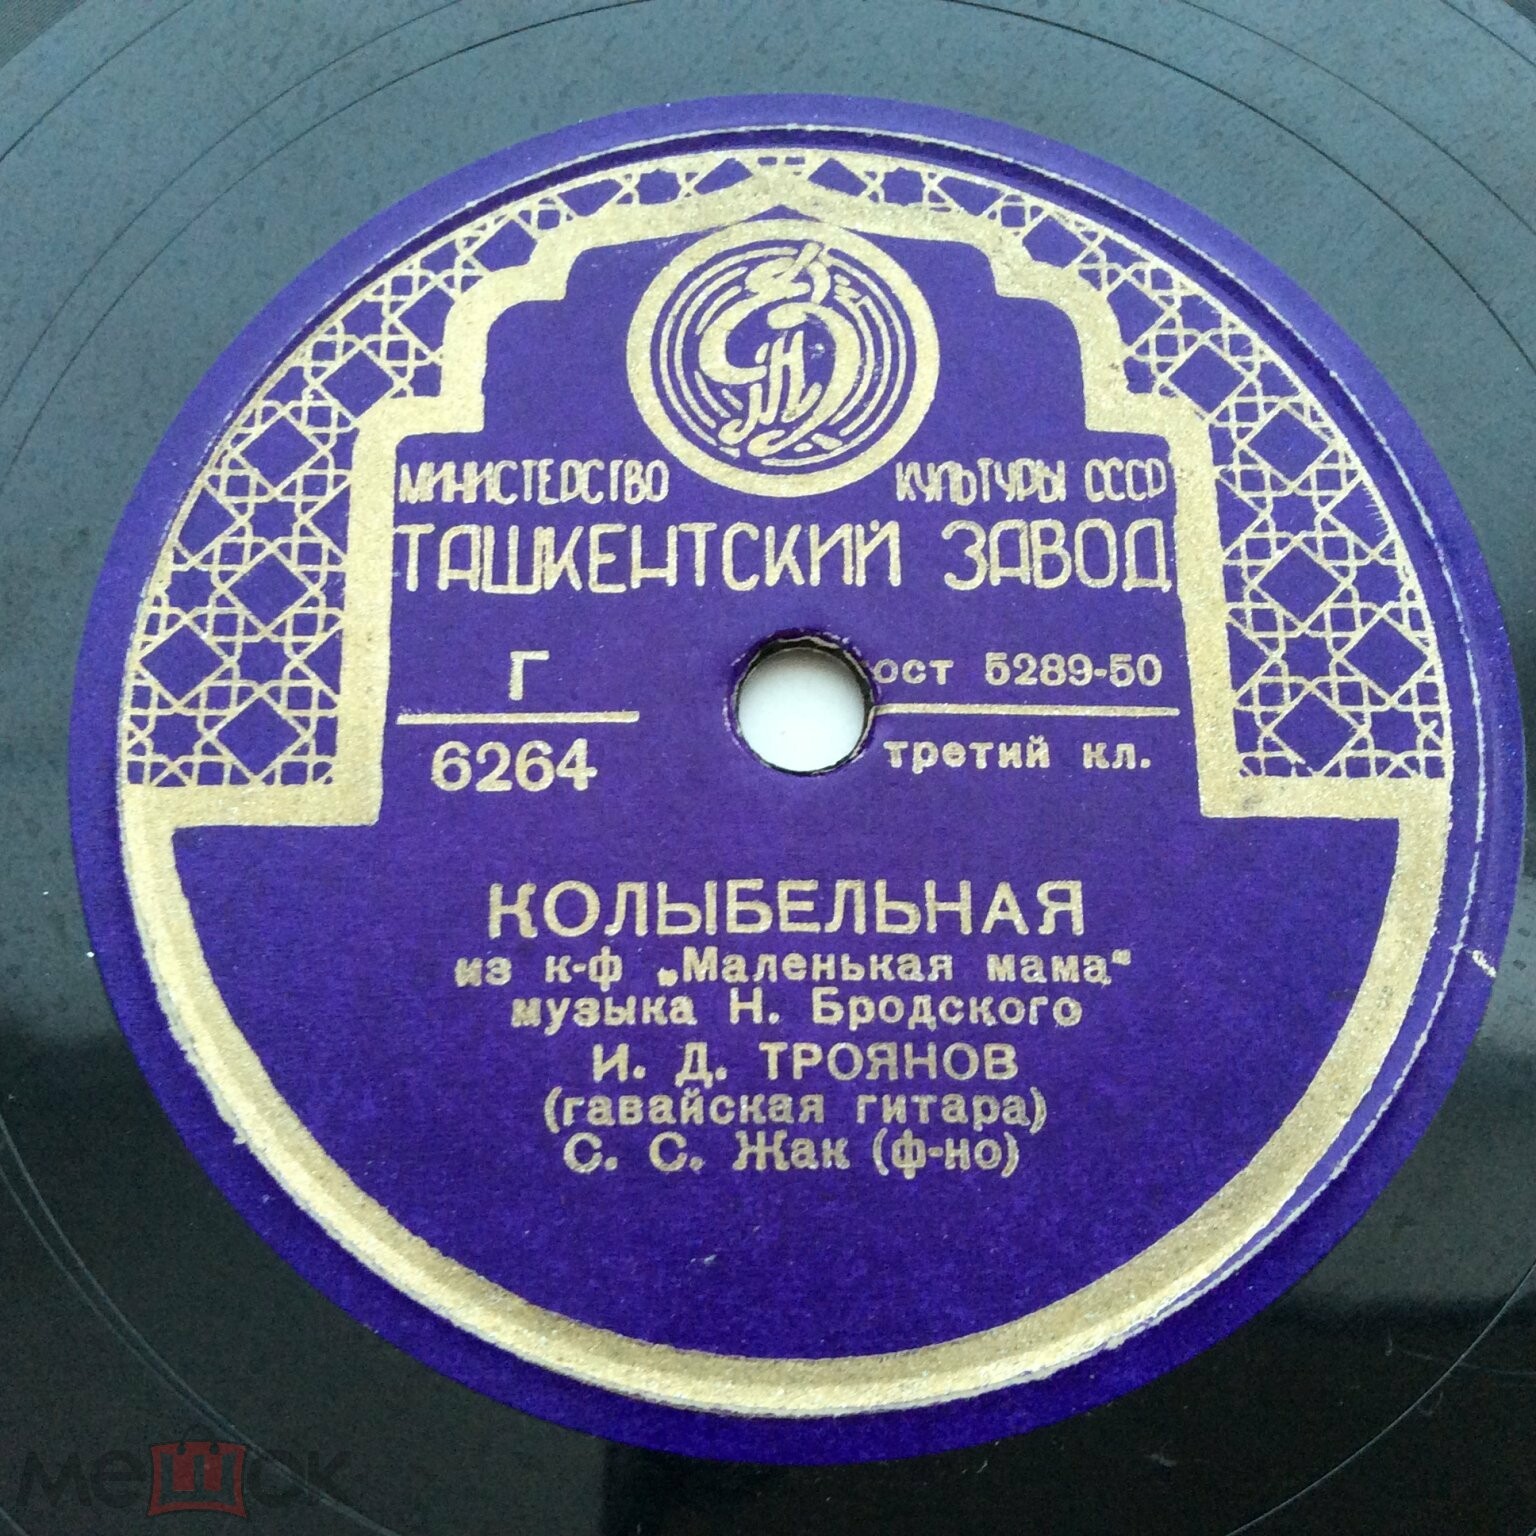 МИНИСТЕРСТВО КУЛЬТУРЫ СССР
ТАШКЕНТСКИЙ ЗАВОД
Г
6264
ост 5289-50
третий кл.
КОЛЫБЕЛЬНАЯ
из к-ф „Маленькая мама“
музыка Н. Бродского
И. Д. ТРОЯНОВ
(гавайская гитара)
С. С. Жак (ф-но)
мешок